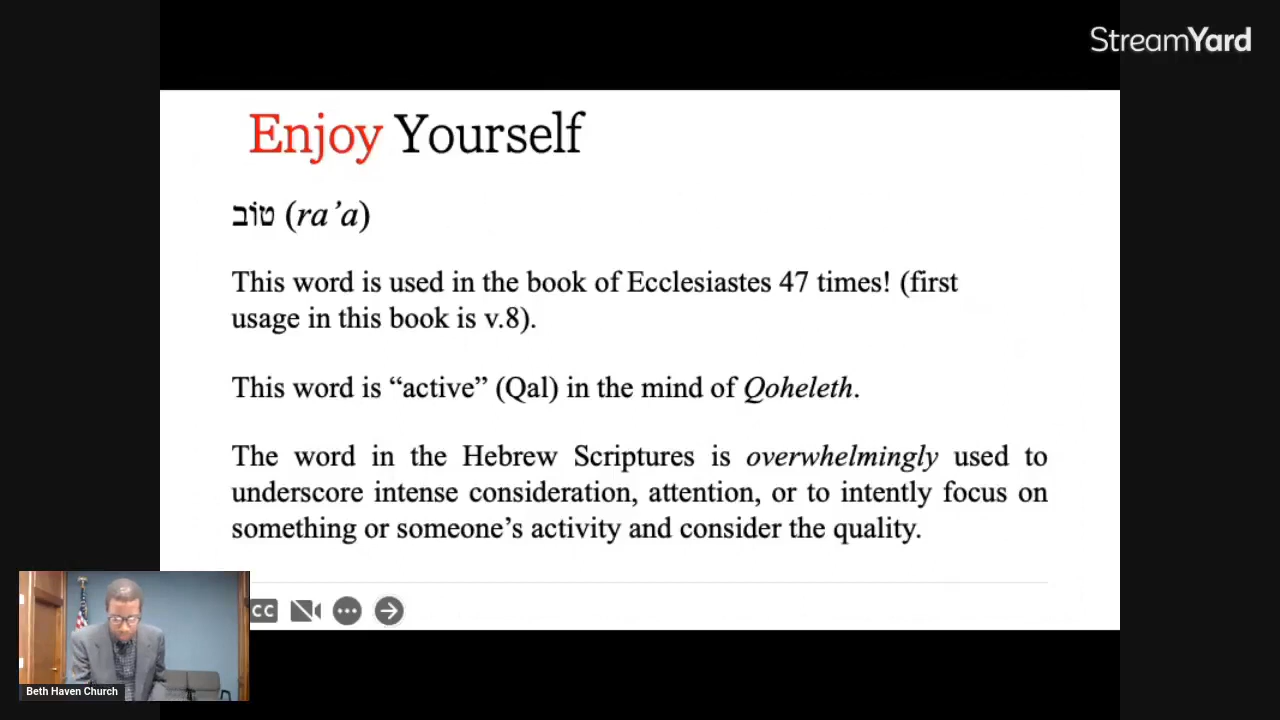 StreamYard
Enjoy Yourself
טוֹב (ra’a)
This word is used in the book of Ecclesiastes 47 times! (first
usage in this book is v.8).
This word is “active” (Qal) in the mind of Qoheleth.
The word in the Hebrew Scriptures is overwhelmingly used to
underscore intense consideration, attention, or to intently focus on
something or someone’s activity and consider the quality.
CC
Beth Haven Church